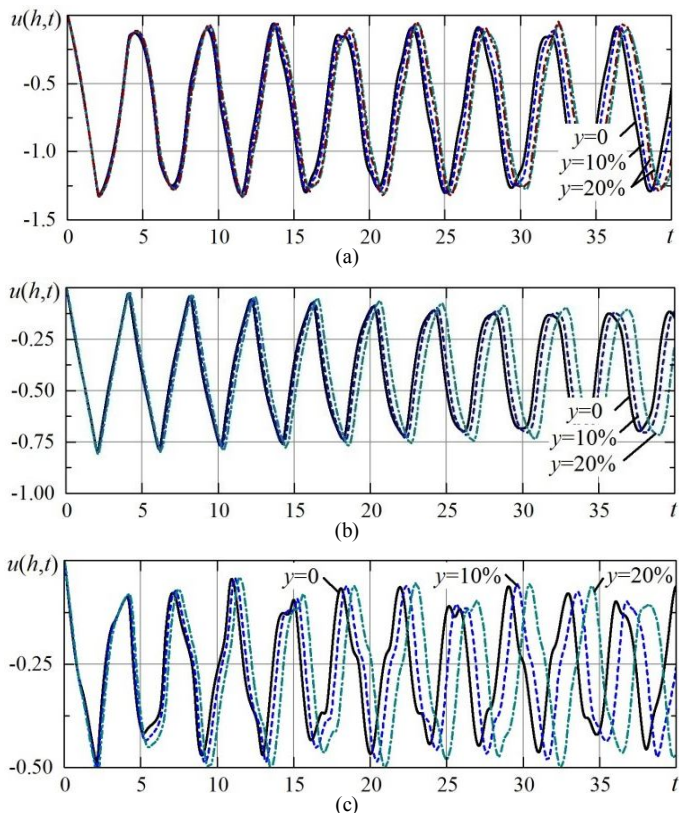 u(h,t)
-0.5
-1.0
-1.5
y=0
y=10%
y=20%
0 5 10 15 20 25 30 35 t
(a)
u(h,t)
-0.25
-0.50
-0.75
-1.00
y=0
y=10%
y=20%
0 5 10 15 20 25 30 35 t
(b)
u(h,t)
y=0 y=10% y=20%
-0.25
-0.50
0 5 10 15 20 25 30 35 t
(c)